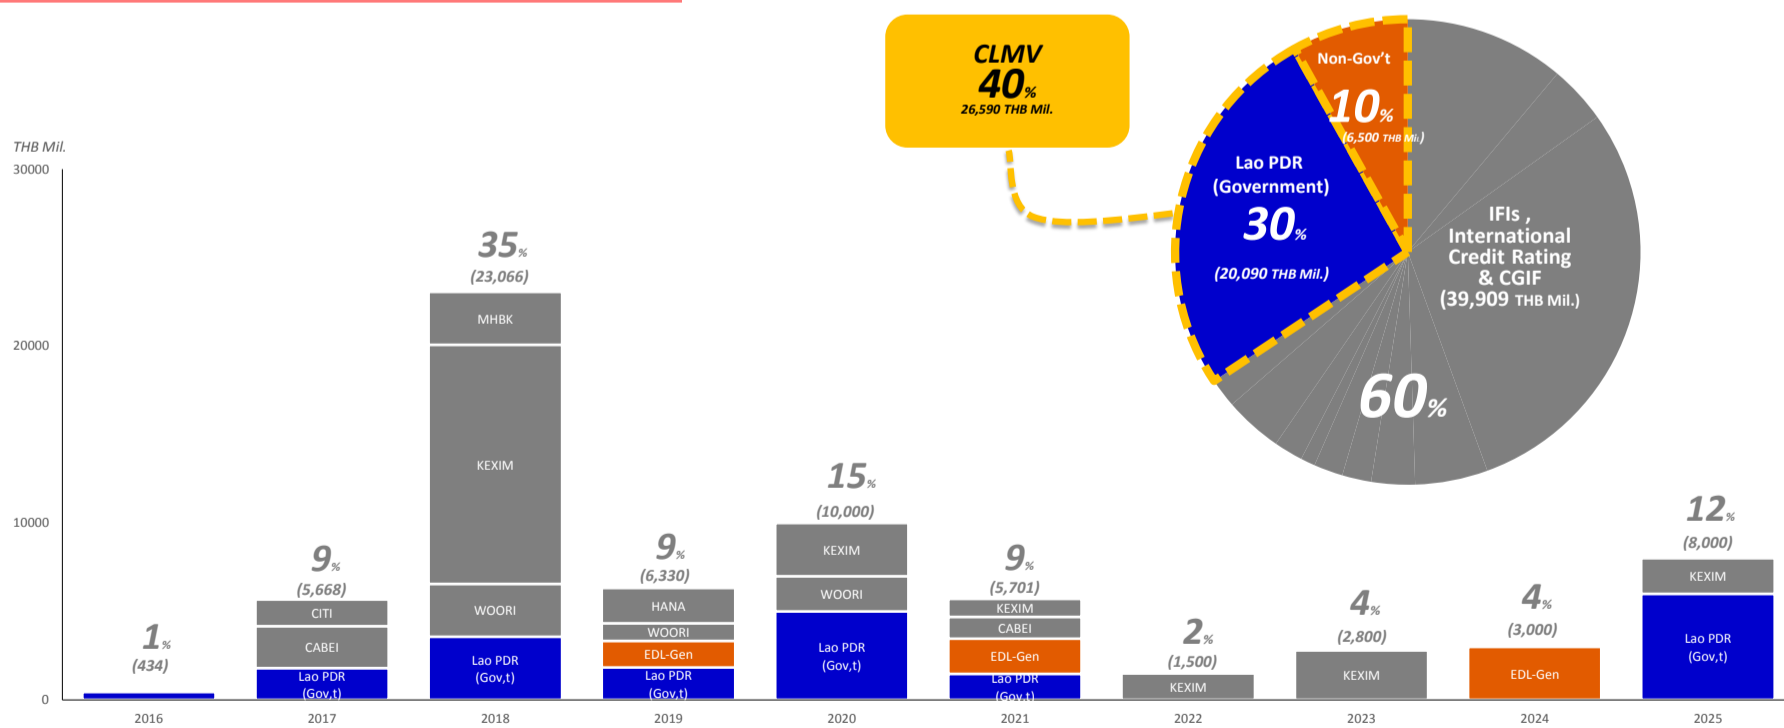 CLMV
40%
26,590 THB Mil.
Non-Gov't
10%
(6,500 THB Mil)
Lao PDR
(Government)
30%
(20,090 THB Mil.)
IFIs ,
International
Credit Rating
& CGIF
(39,909 THB Mil.)
60%
THB Mil.
30000
20000
10000
0
1%
(434)
2016
9%
(5,668)
CITI
CABEI
Lao PDR
(Gov,t)
2017
35%
(23,066)
MHBK
KEXIM
WOORI
Lao PDR
(Gov,t)
2018
9%
(6,330)
HANA
WOORI
EDL-Gen
Lao PDR
(Gov,t)
2019
15%
(10,000)
KEXIM
WOORI
Lao PDR
(Gov,t)
2020
9%
(5,701)
KEXIM
CABEI
EDL-Gen
Lao PDR
(Gov,t)
2021
2%
(1,500)
KEXIM
2022
4%
(2,800)
KEXIM
2023
4%
(3,000)
EDL-Gen
2024
12%
(8,000)
KEXIM
Lao PDR
(Gov,t)
2025